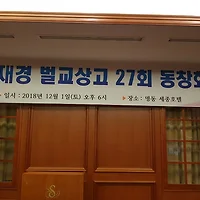 재경 벌교상고 27회 동창회
일시 : 2018년 12월 1일(토) 오후 6시 ▶ 장소 : 명동 세종호텔
S